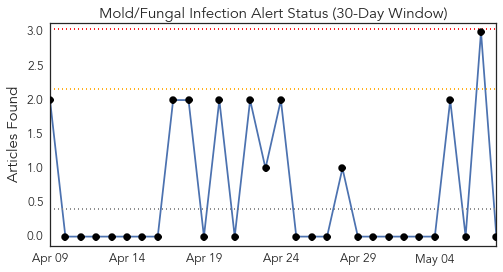 Mold/Fungal Infection Alert Status (30-Day Window)
Articles Found
3.0
2.5
2.0
1.5
1.0
0.5
0.0
Apr 09
Apr 14
Apr 19
Apr 24
Apr 29
May 04